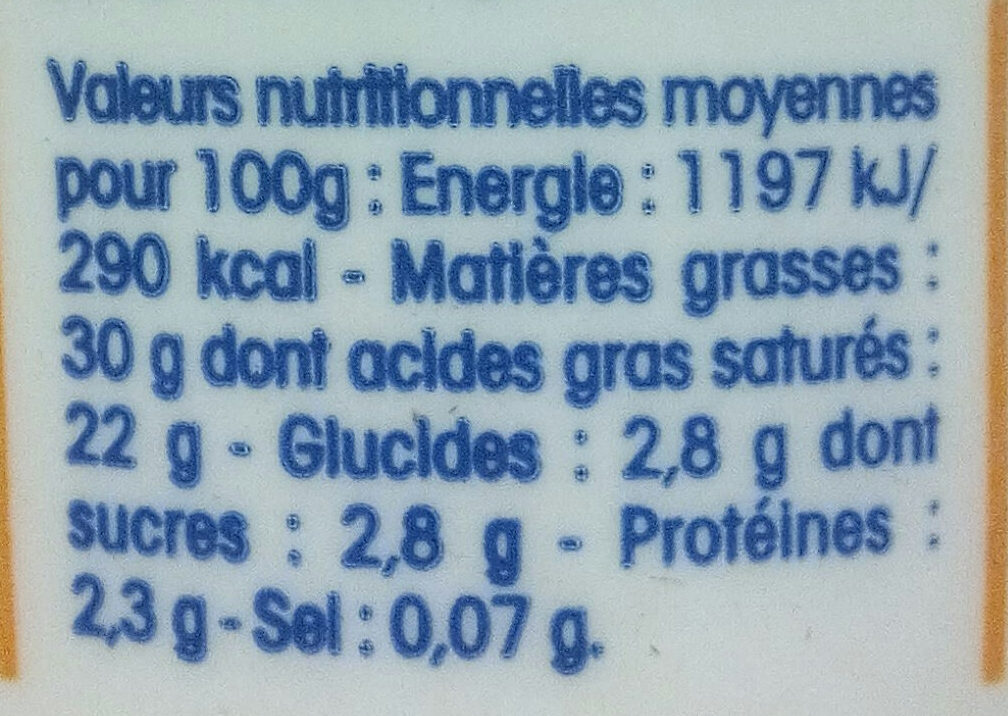 Valeurs nutritionnelles moyennes
pour 100g : Energie : 1197 kJ/
290 kcal - Matières grasses :
30 g dont acides gras saturés :
22 g - Glucides : 2,8 g dont
sucres : 2,8 g - Protéines :
2,3 g - Sel : 0,07 g.